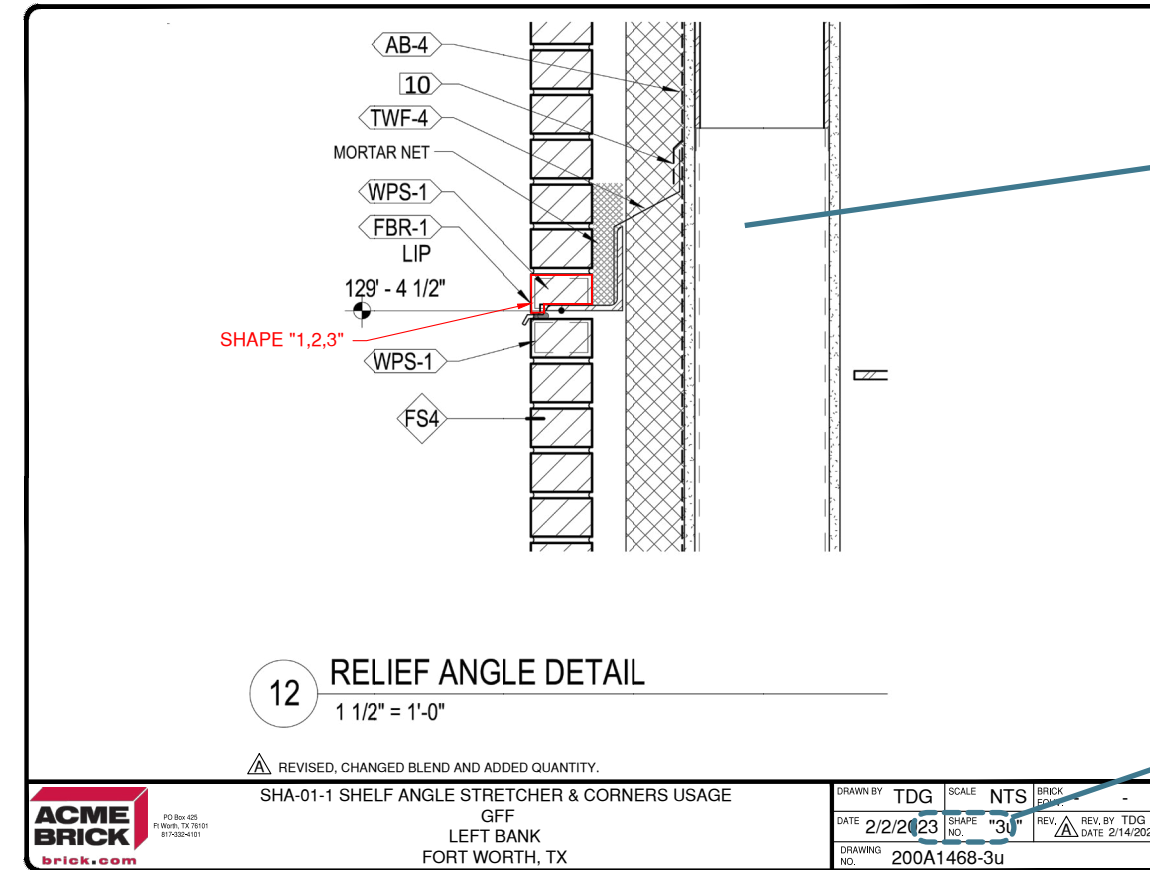 AB-4
10
TWF-4
MORTAR NET
WPS-1
FBR-1
LIP
129' - 4 1/2"
SHAPE "1,2,3"
WPS-1
FS4
12
RELIEF ANGLE DETAIL
1 1/2" = 1'-0"
A REVISED, CHANGED BLEND AND ADDED QUANTITY.
ACME
BRICK
brick.com
PO Box 425
Ft Worth, TX 76101
817-332-4101
SHA-01-1 SHELF ANGLE STRETCHER & CORNERS USAGE
GFF
LEFT BANK
FORT WORTH, TX
DRAWN BY TDG
SCALE NTS
BRICK
- -
DATE 2/2/2023
SHAPE NO. "3u"
REV. A
REV. BY TDG
DATE 2/14/202
DRAWING NO. 200A1468-3u